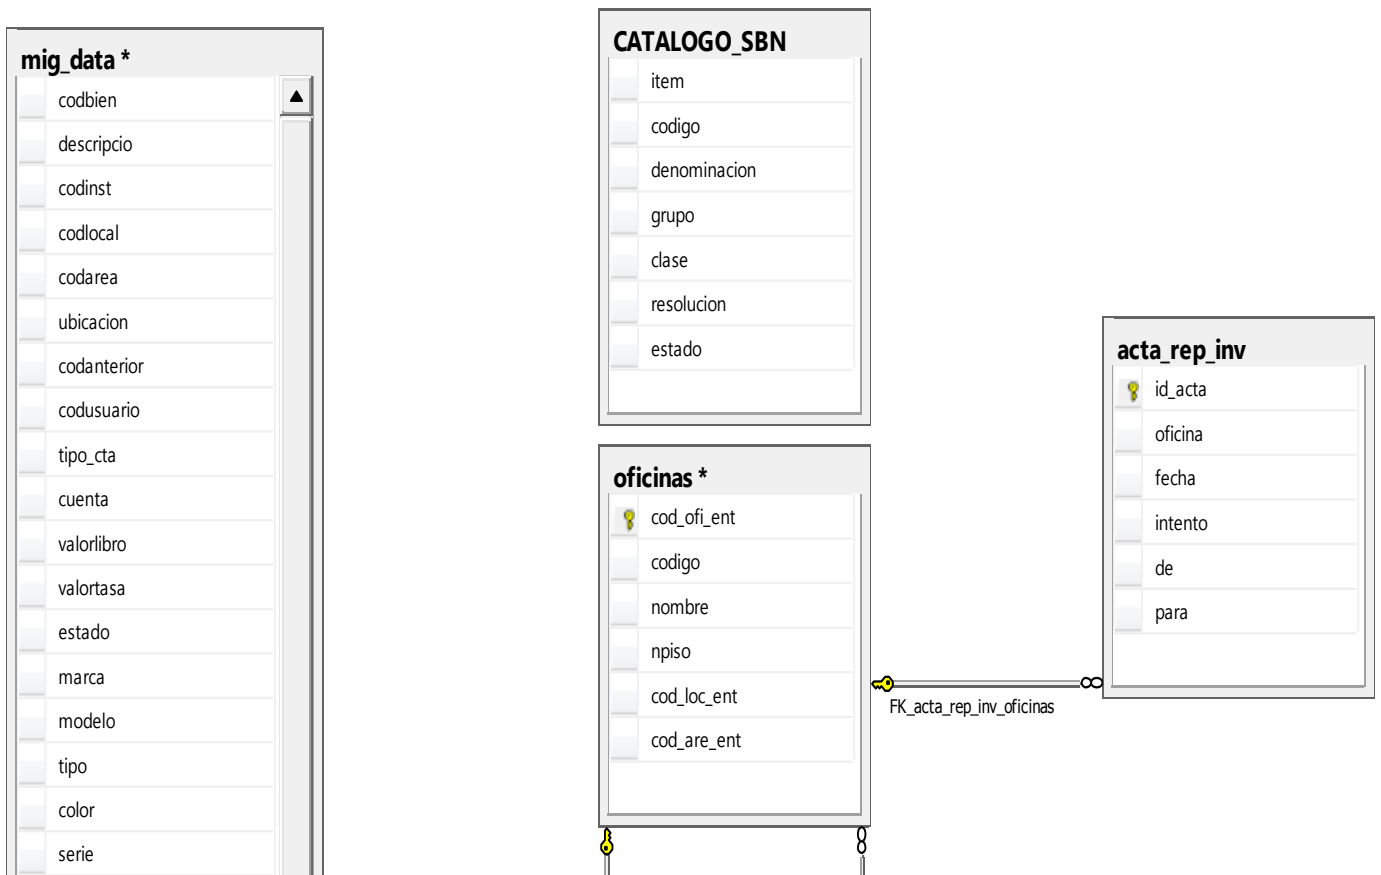 mig_data *
codbien
descripcio
codinst
codlocal
codarea
ubicacion
codanterior
codusuario
tipo_cta
cuenta
valorlibro
valortasa
estado
marca
modelo
tipo
color
serie
CATALOGO_SBN
item
codigo
denominacion
grupo
clase
resolucion
estado
oficinas *
cod_ofi_ent
codigo
nombre
npiso
cod_loc_ent
cod_are_ent
FK_acta_rep_inv_oficinas
acta_rep_inv
id_acta
oficina
fecha
intento
de
para